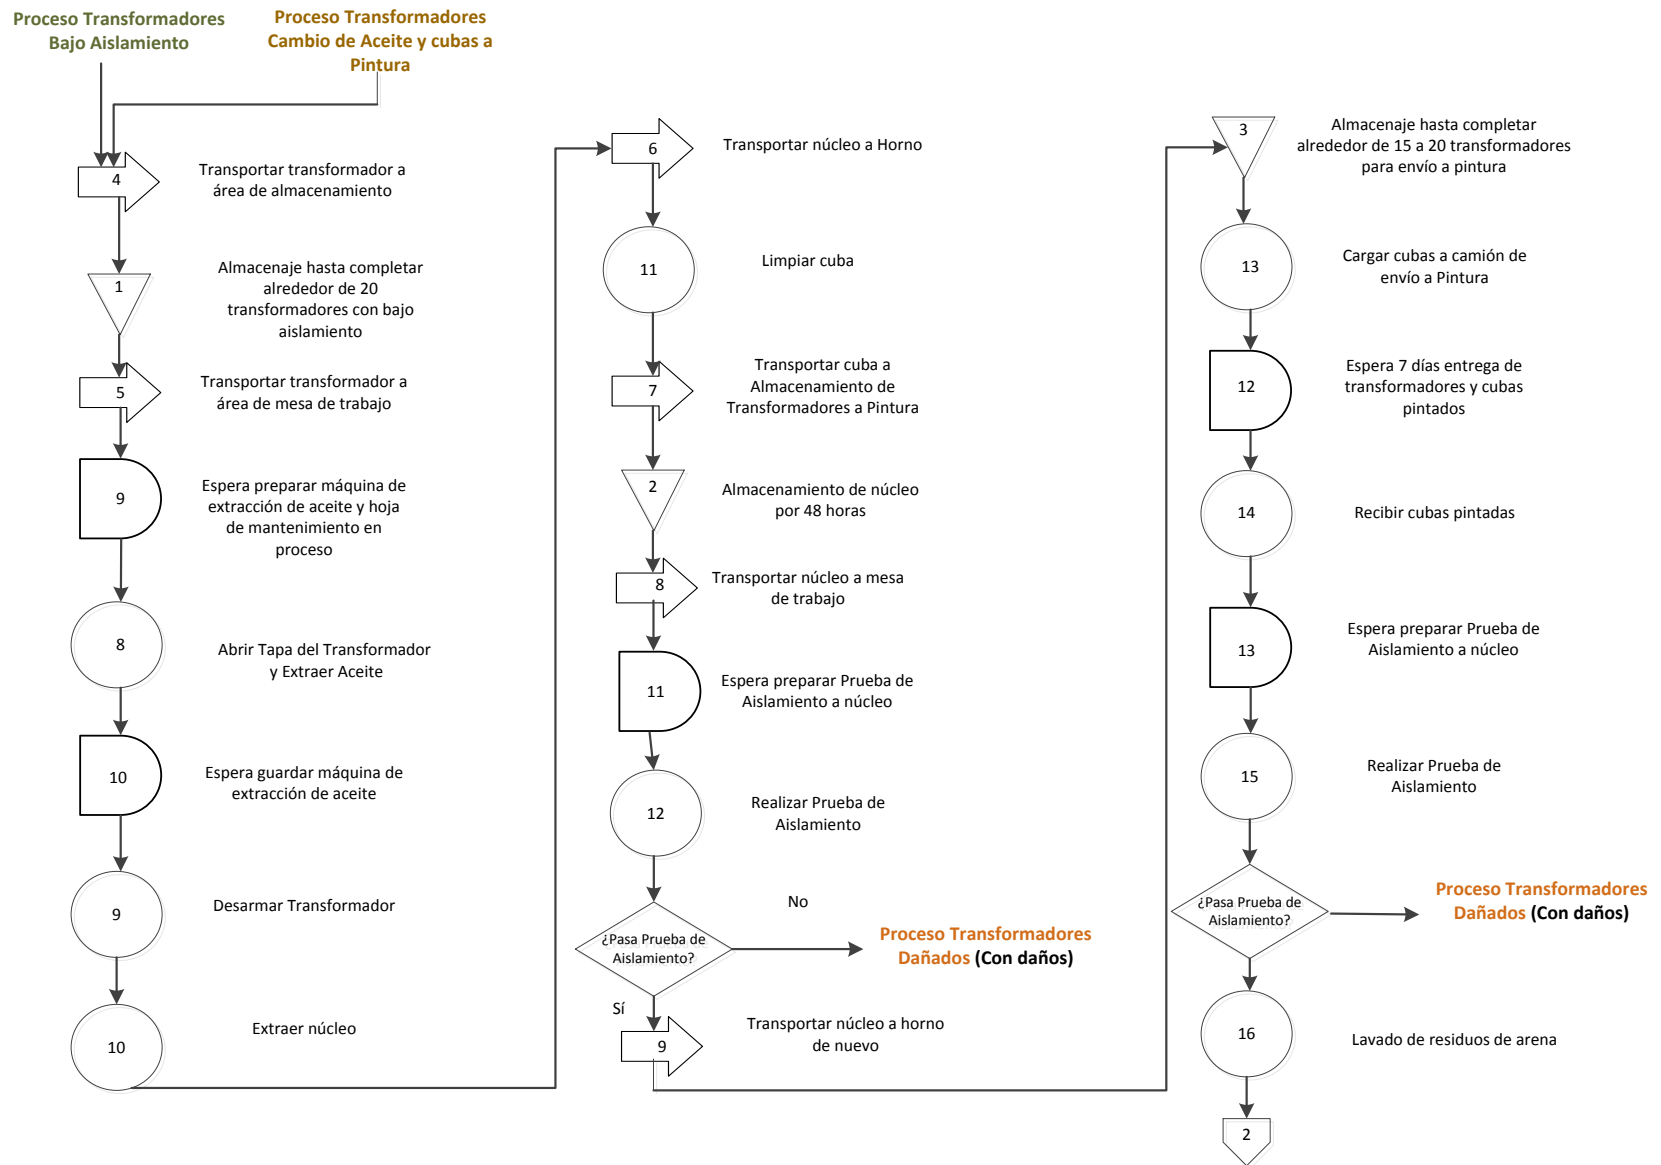 Proceso Transformadores
Bajo Aislamiento
Proceso Transformadores
Cambio de Aceite y cubas a
Pintura
4
Transportar transformador a
área de almacenamiento
1
Almacenaje hasta completar
alrededor de 20
transformadores con bajo
aislamiento
5
Transportar transformador a
área de mesa de trabajo
9
Espera preparar máquina de
extracción de aceite y hoja
de mantenimiento en
proceso
8
Abrir Tapa del Transformador
y Extraer Aceite
10
Espera guardar máquina de
extracción de aceite
9
Desarmar Transformador
10
Extraer núcleo
6
Transportar núcleo a Horno
11
Limpiar cuba
7
Transportar cuba a
Almacenamiento de
Transformadores a Pintura
2
Almacenamiento de núcleo
por 48 horas
8
Transportar núcleo a mesa
de trabajo
11
Espera preparar Prueba de
Aislamiento a núcleo
12
Realizar Prueba de
Aislamiento
¿Pasa Prueba de
Aislamiento?
No
Proceso Transformadores
Dañados (Con daños)
Sí
9
Transportar núcleo a horno
de nuevo
3
Almacenaje hasta completar
alrededor de 15 a 20 transformadores
para envío a pintura
13
Cargar cubas a camión de
envío a Pintura
12
Espera 7 días entrega de
transformadores y cubas
pintados
14
Recibir cubas pintadas
13
Espera preparar Prueba de
Aislamiento a núcleo
15
Realizar Prueba de
Aislamiento
¿Pasa Prueba de
Aislamiento?
Proceso Transformadores
Dañados (Con daños)
16
Lavado de residuos de arena
2